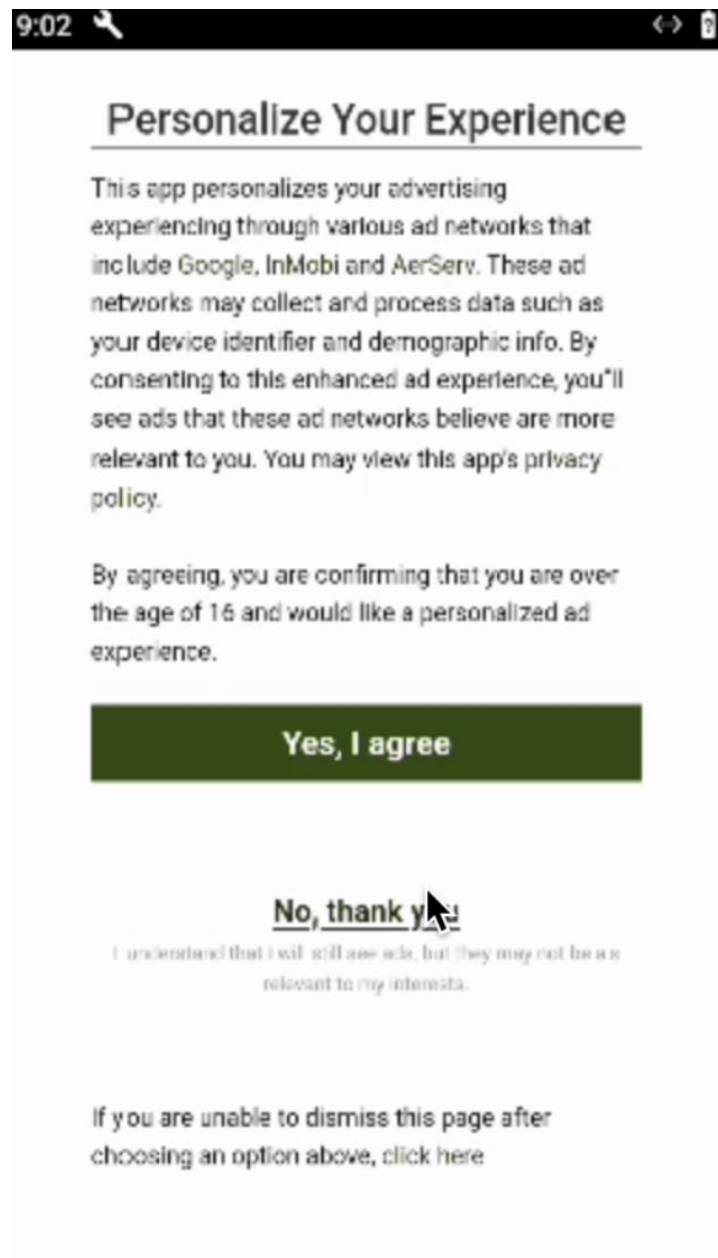 9:02
Personalize Your Experience
This app personalizes your advertising
experiencing through various ad networks that
include Google, InMobi and AerServ. These ad
networks may collect and process data such as
your device identifier and demographic info. By
consenting to this enhanced ad experience, you"ll
see ads that these ad networks believe are more
relevant to you. You may view this app's privacy
policy.
By agreeing, you are confirming that you are over
the age of 16 and would like a personalized ad
experience.
Yes, I agree
No, thank you
I understand that I will still see ads, but they may not be as
relevant to my interests.
If you are unable to dismiss this page after
choosing an option above, click here